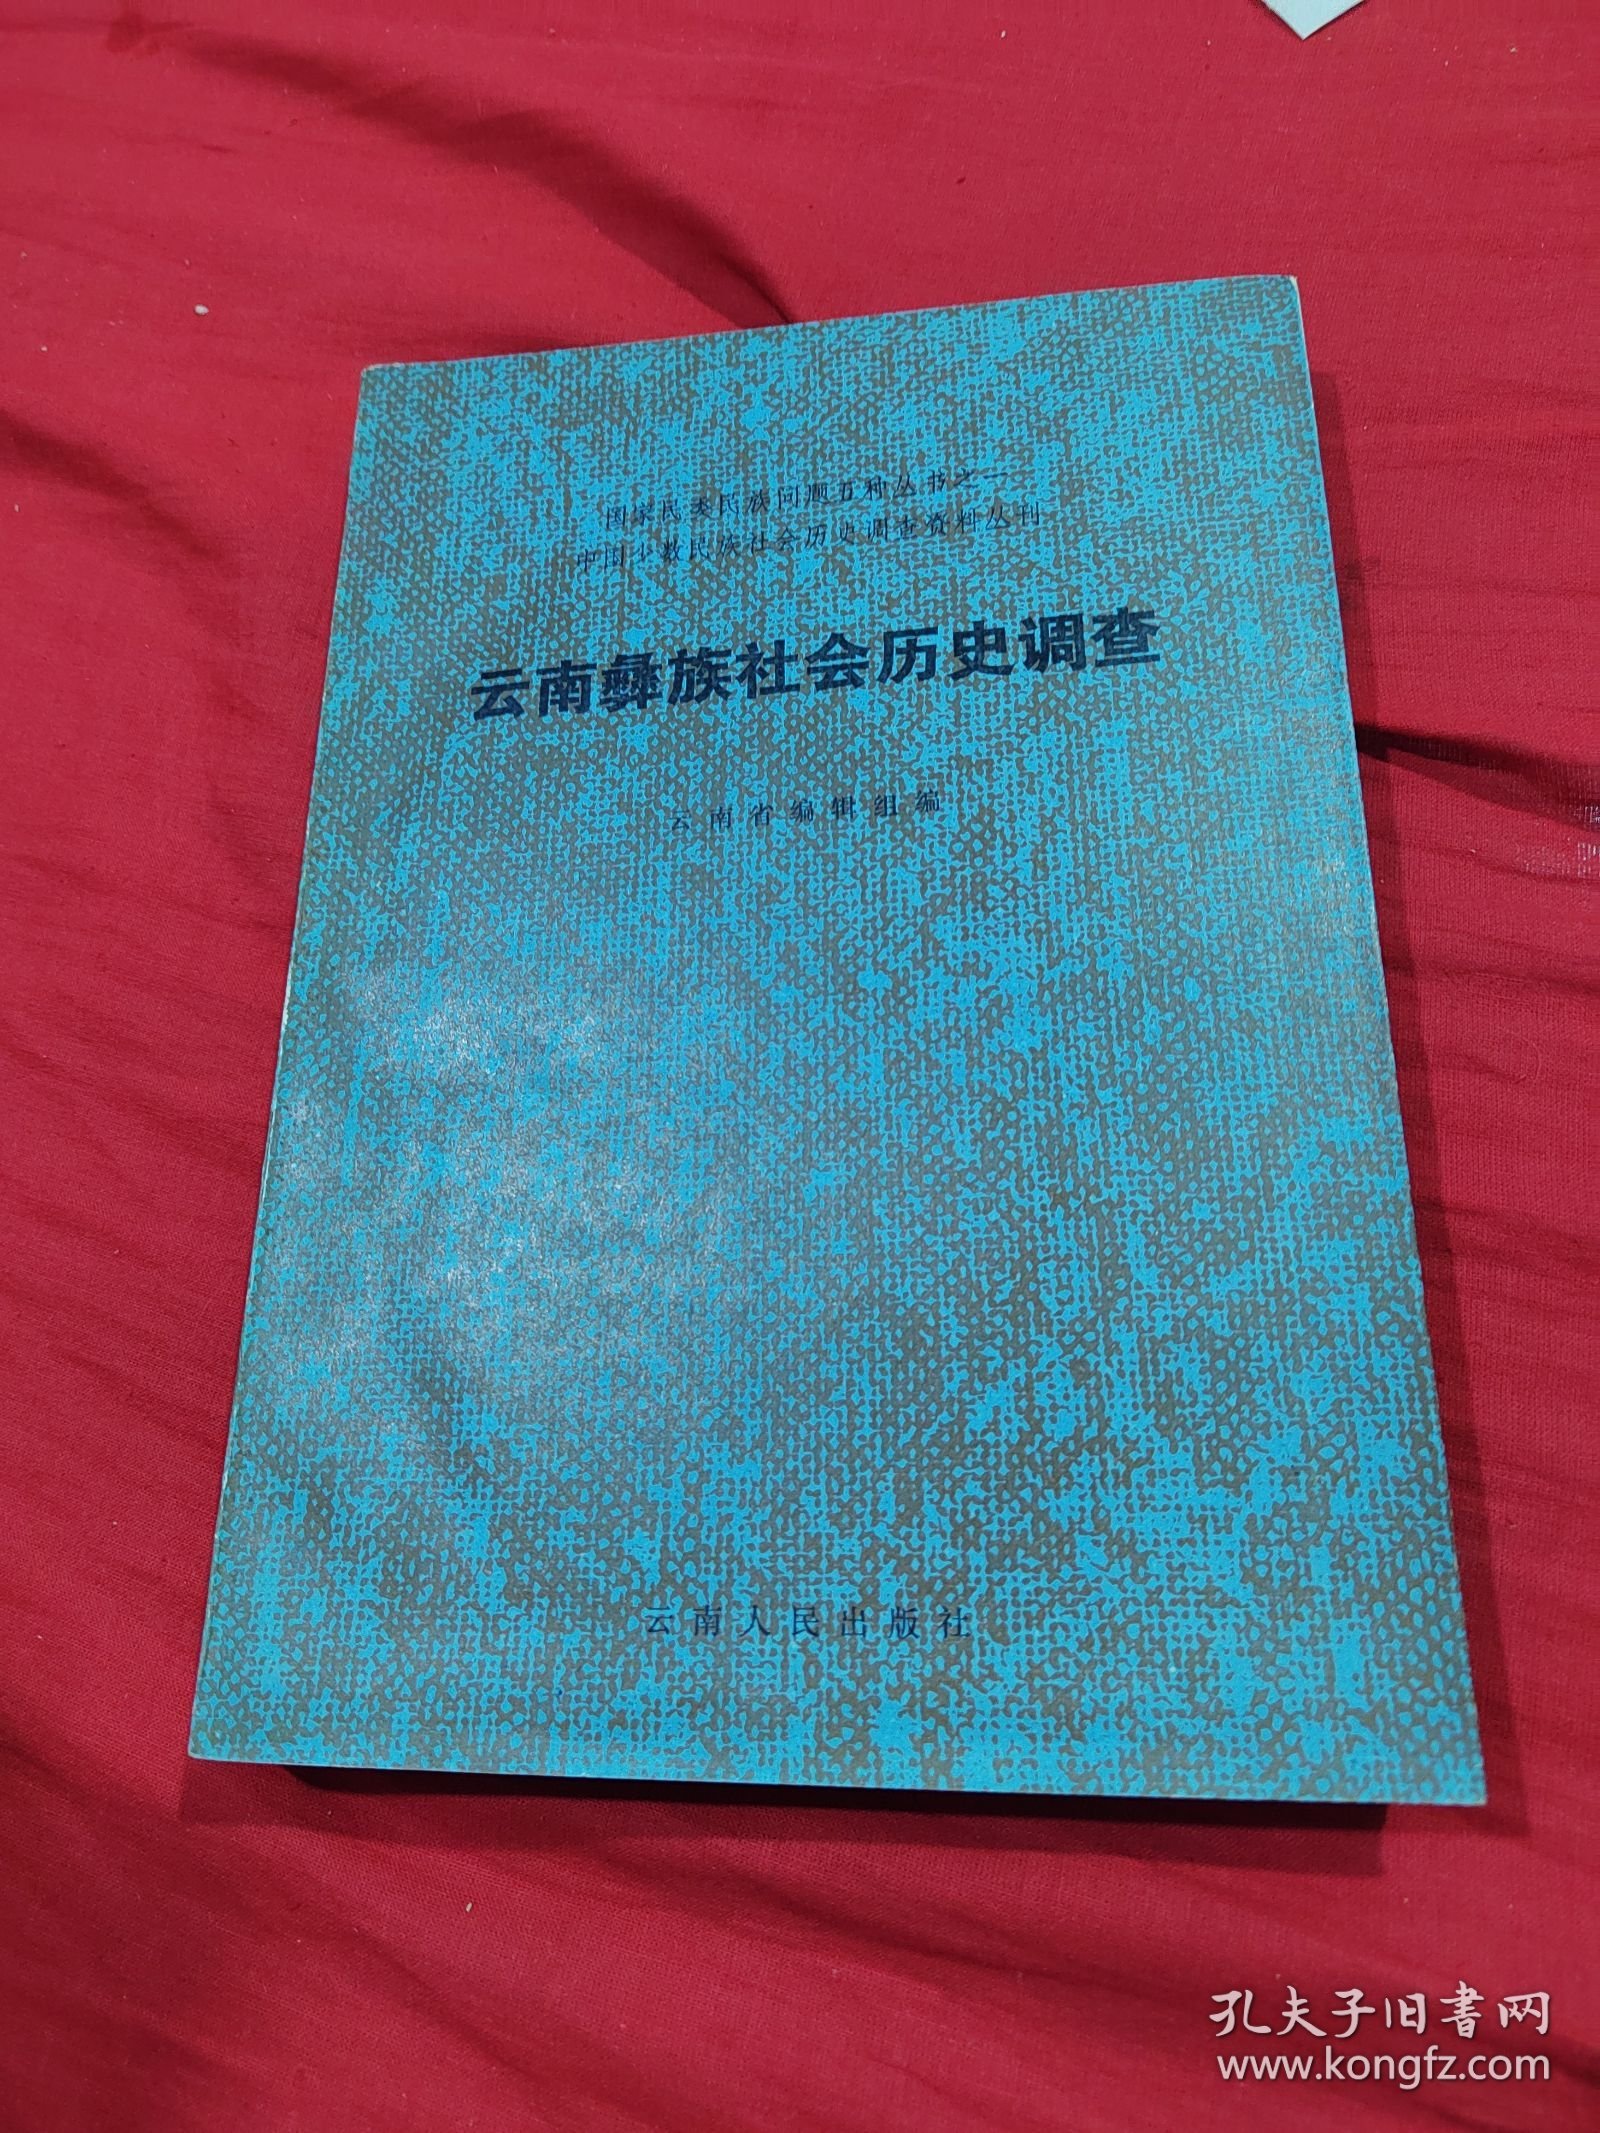 国家民委民族问题五种丛书之一
中国少数民族社会历史调查资料丛刊
云南彝族社会历史调查
云南省编辑组编
云南人民出版社
孔夫子旧書网
www.kongfz.com